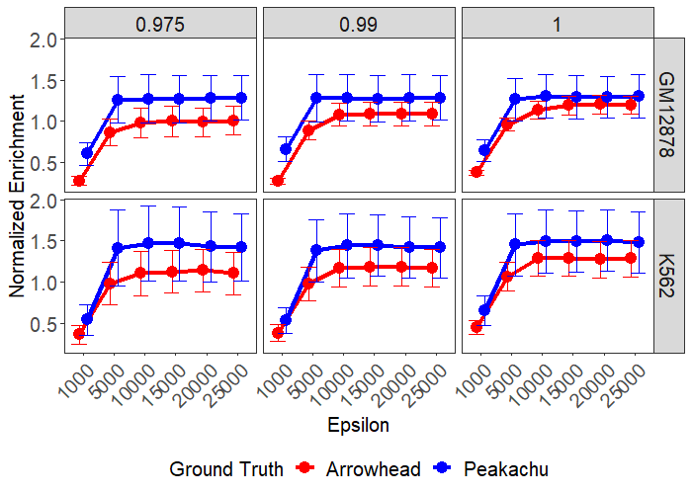 0.975 0.99 1
2.0
1.5
1.0
0.5
GM12878
2.0
1.5
1.0
0.5
K562
Normalized Enrichment
1000 5000 10000 15000 20000 25000 1000 5000 10000 15000 20000 25000 1000 5000 10000 15000 20000 25000
Epsilon
Ground Truth Arrowhead Peakachu